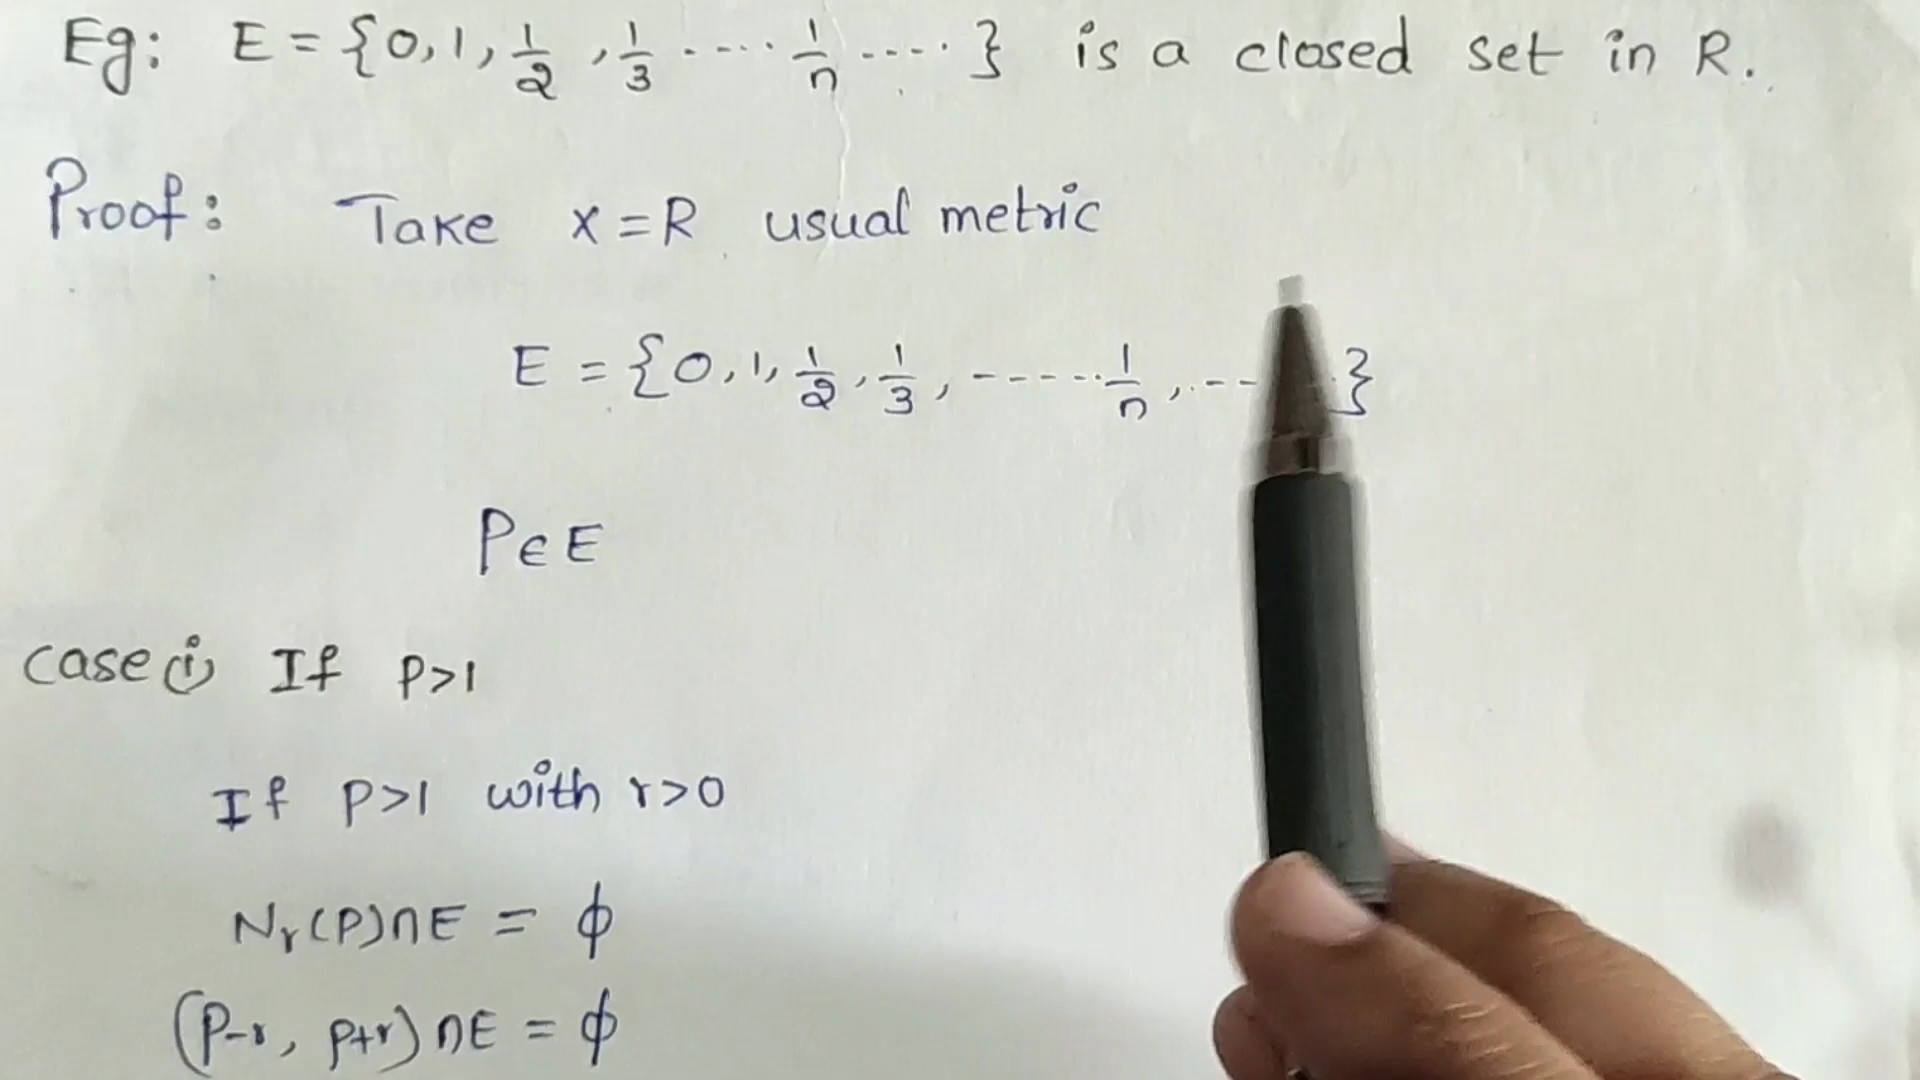 Eg: E = {0, 1, 1/2, 1/3 ----- 1/n ----- } is a closed set in R.
Proof: Take X = R usual metric
E = {0, 1, 1/2, 1/3, ------ 1/n, ---- }
P ∈ E
case (i) If P>1
If P>1 with r>0
Nr(P)∩E = ϕ
(P-r, P+r)∩E = ϕ